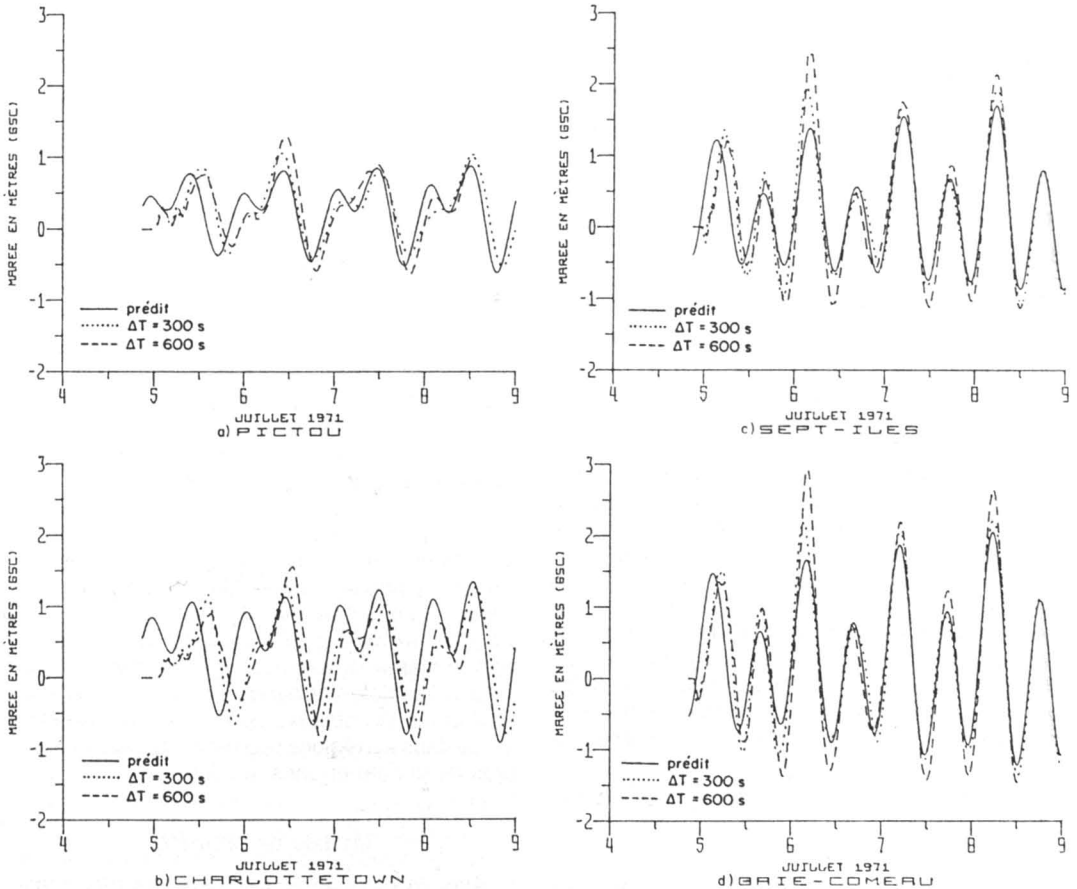 3
2
1
0
-1
-2
MARÉE EN MÈTRES (GSC)
prédit
ΔT = 300 s
ΔT = 600 s
4 5 6 7 8 9
JUILLET 1971
a) PICTOU
3
2
1
0
-1
-2
MARÉE EN MÈTRES (GSC)
prédit
ΔT = 300 s
ΔT = 600 s
4 5 6 7 8 9
JUILLET 1971
c) SEPT-ILES
3
2
1
0
-1
-2
MARÉE EN MÈTRES (GSC)
prédit
ΔT = 300 s
ΔT = 600 s
4 5 6 7 8 9
JUILLET 1971
b) CHARLOTTETOWN
3
2
1
0
-1
-2
MARÉE EN MÈTRES (GSC)
prédit
ΔT = 300 s
ΔT = 600 s
4 5 6 7 8 9
JUILLET 1971
d) BAIE-COMEAU